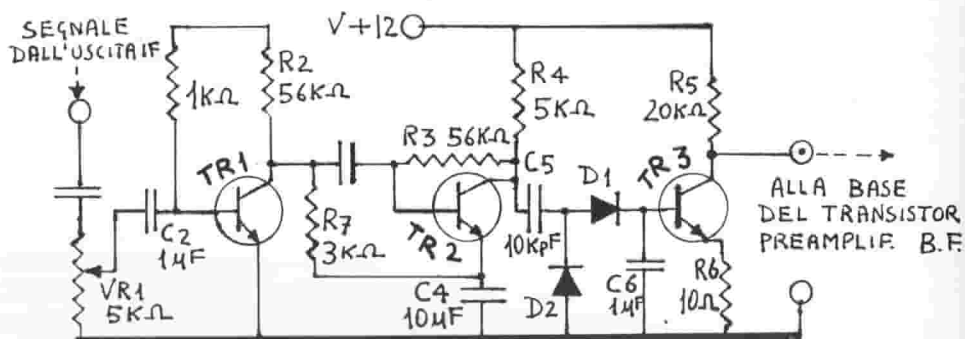 SEGNALE
DALL'USCITA IF
V+12
1KΩ
R2
56KΩ
R4
5KΩ
R5
20KΩ
R3 56KΩ
TR1
C5
D1
TR3
ALLA BASE
DEL TRANSISTOR
PREAMPLIF. B.F.
C2
1µF
R7
3KΩ
TR2
10KpF
VR1
5KΩ
C4
10µF
D2
C6
1µF
R6
10Ω